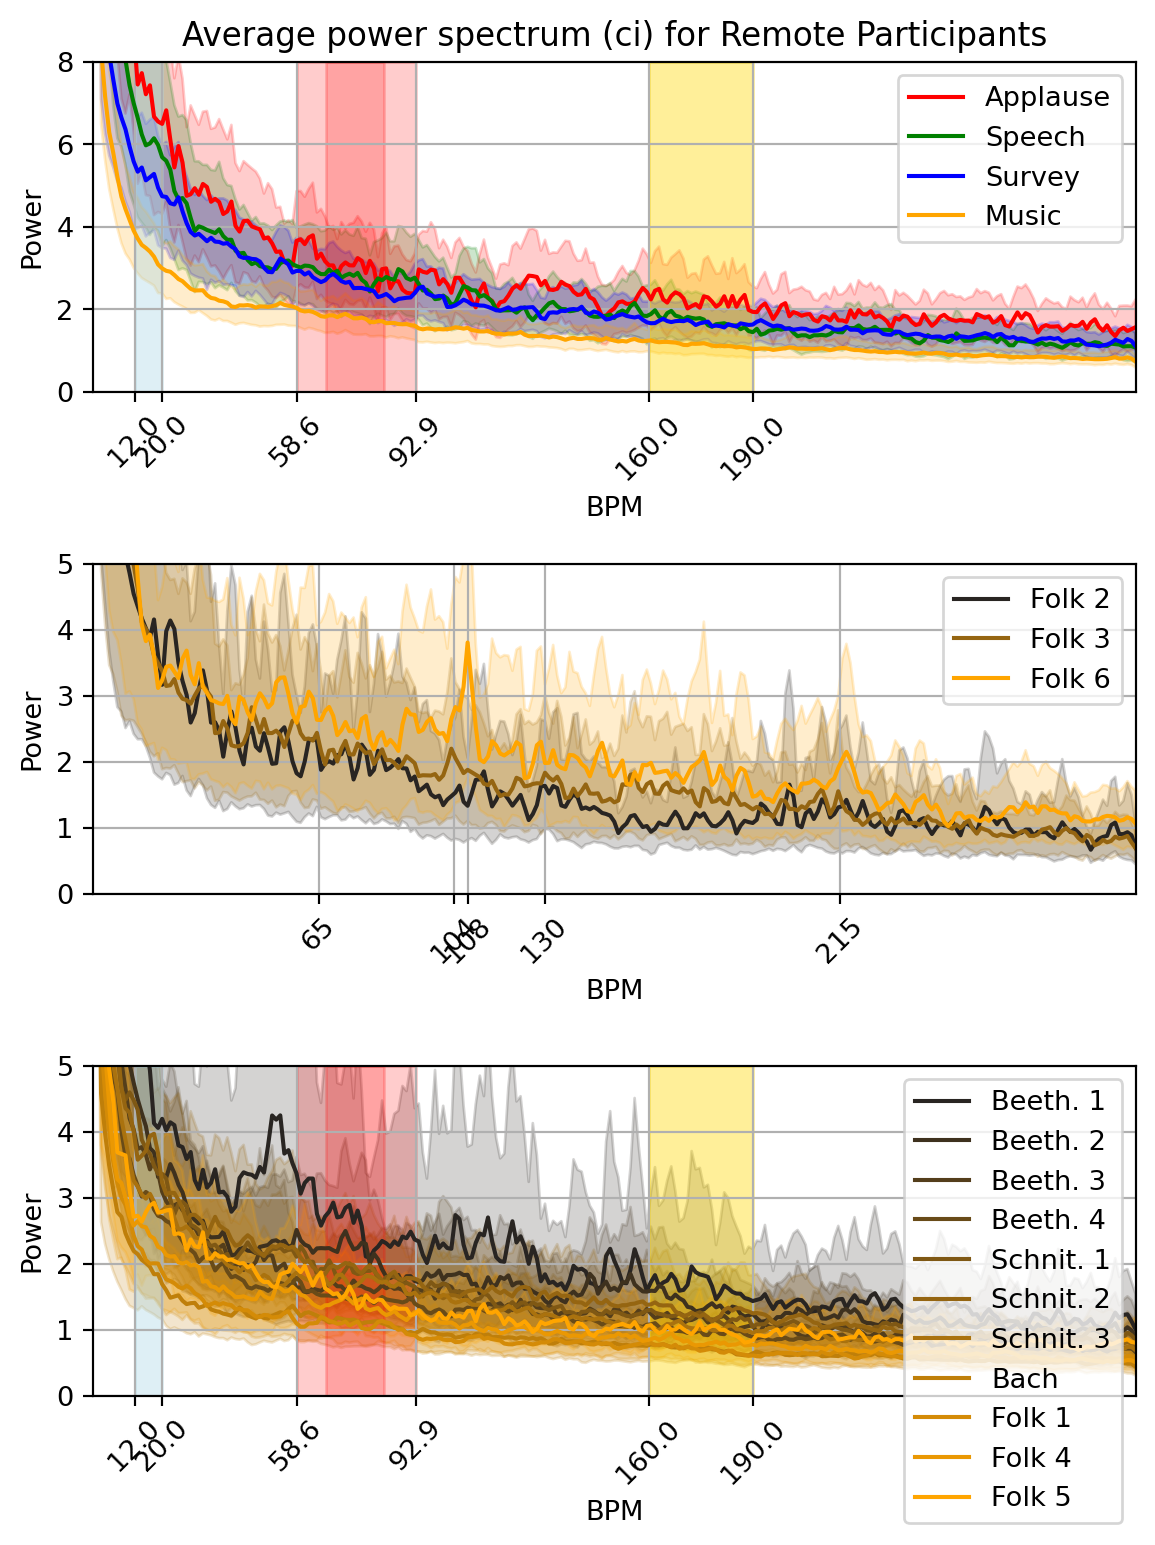 Average power spectrum (ci) for Remote Participants
8
6
4
2
0
Power
Applause
Speech
Survey
Music
12.0
20.0
58.6
92.9
160.0
190.0
BPM
5
4
3
2
1
0
Power
Folk 2
Folk 3
Folk 6
65
104
108
130
215
BPM
5
4
3
2
1
0
Power
Beeth. 1
Beeth. 2
Beeth. 3
Beeth. 4
Schnit. 1
Schnit. 2
Schnit. 3
Bach
Folk 1
Folk 4
Folk 5
12.0
20.0
58.6
92.9
160.0
190.0
BPM